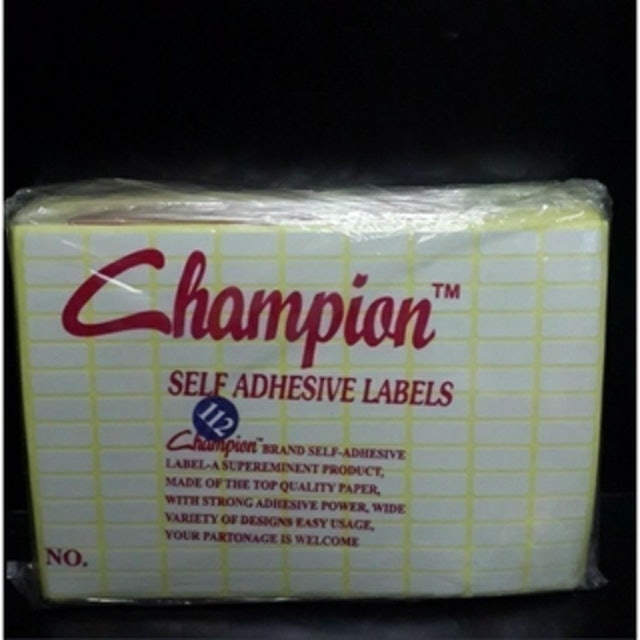 Champion™
SELF ADHESIVE LABELS
112
Champion™ BRAND SELF-ADHESIVE
LABEL-A SUPEREMINENT PRODUCT,
MADE OF THE TOP QUALITY PAPER,
WITH STRONG ADHESIVE POWER, WIDE
VARIETY OF DESIGNS EASY USAGE,
YOUR PARTONAGE IS WELCOME
NO.